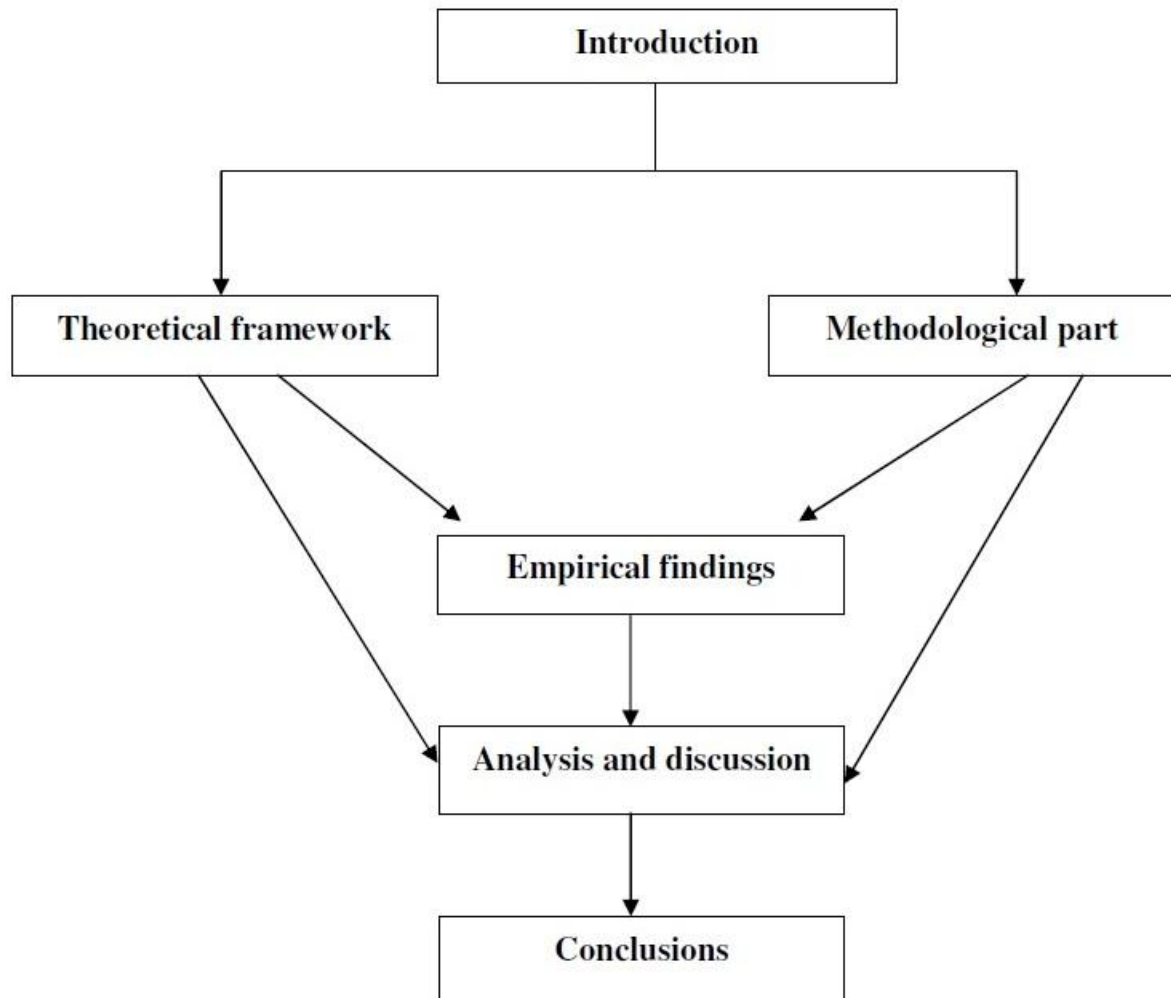 Introduction
Theoretical framework
Methodological part
Empirical findings
Analysis and discussion
Conclusions